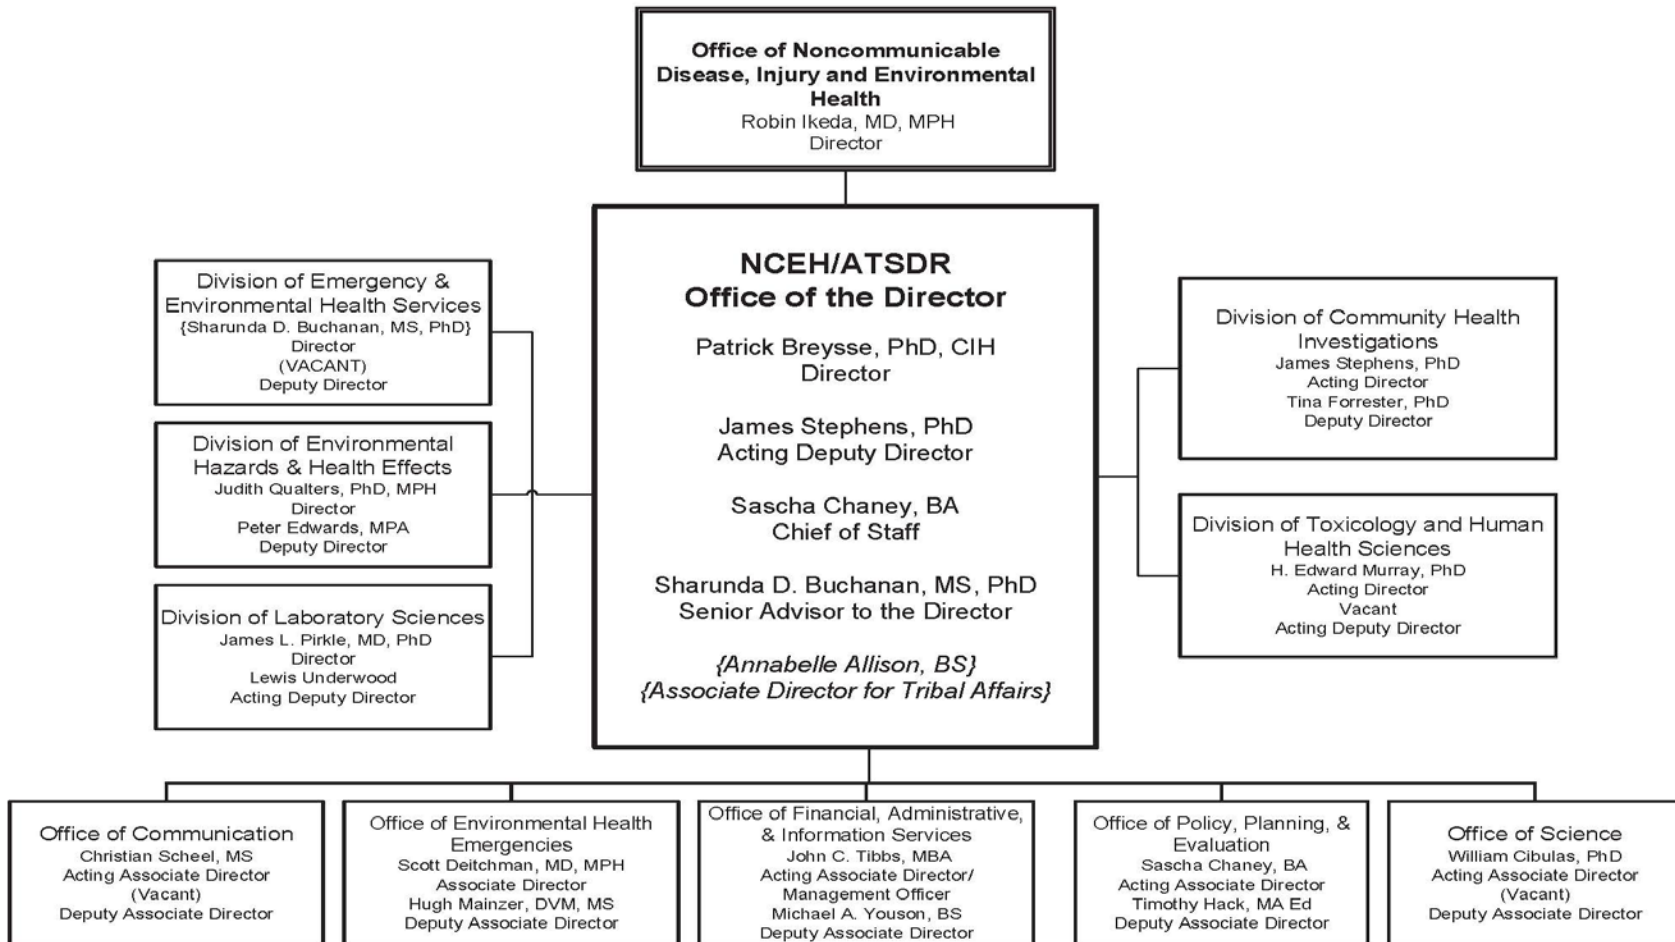 Office of Noncommunicable
Disease, Injury and Environmental
Health
Robin Ikeda, MD, MPH
Director
NCEH/ATSDR
Office of the Director
Patrick Breysse, PhD, CIH
Director
James Stephens, PhD
Acting Deputy Director
Sascha Chaney, BA
Chief of Staff
Sharunda D. Buchanan, MS, PhD
Senior Advisor to the Director
{Annabelle Allison, BS}
{Associate Director for Tribal Affairs}
Division of Emergency &
Environmental Health Services
{Sharunda D. Buchanan, MS, PhD}
Director
(VACANT)
Deputy Director
Division of Environmental
Hazards & Health Effects
Judith Qualters, PhD, MPH
Director
Peter Edwards, MPA
Deputy Director
Division of Laboratory Sciences
James L. Pirkle, MD, PhD
Director
Lewis Underwood
Acting Deputy Director
Division of Community Health
Investigations
James Stephens, PhD
Acting Director
Tina Forrester, PhD
Deputy Director
Division of Toxicology and Human
Health Sciences
H. Edward Murray, PhD
Acting Director
Vacant
Acting Deputy Director
Office of Communication
Christian Scheel, MS
Acting Associate Director
(Vacant)
Deputy Associate Director
Office of Environmental Health
Emergencies
Scott Deitchman, MD, MPH
Associate Director
Hugh Mainzer, DVM, MS
Deputy Associate Director
Office of Financial, Administrative,
& Information Services
John C. Tibbs, MBA
Acting Associate Director/
Management Officer
Michael A. Youson, BS
Deputy Associate Director
Office of Policy, Planning, &
Evaluation
Sascha Chaney, BA
Acting Associate Director
Timothy Hack, MA Ed
Deputy Associate Director
Office of Science
William Cibulas, PhD
Acting Associate Director
(Vacant)
Deputy Associate Director